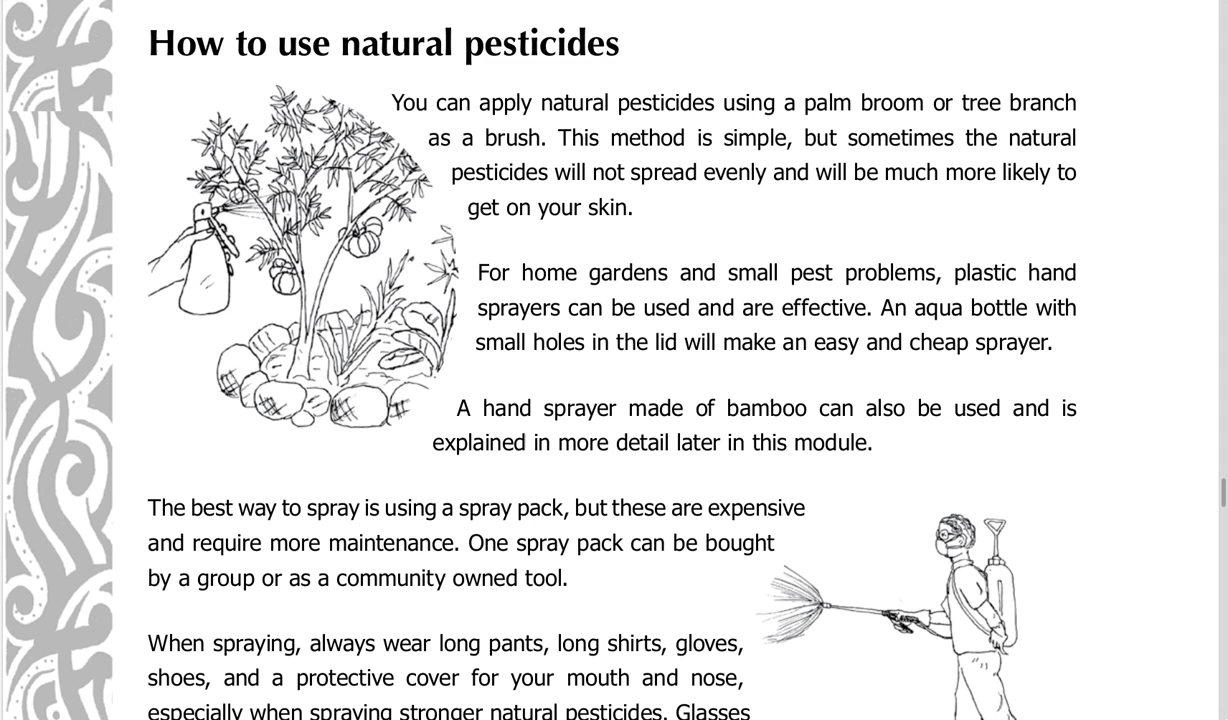 How to use natural pesticides
You can apply natural pesticides using a palm broom or tree branch
as a brush. This method is simple, but sometimes the natural
pesticides will not spread evenly and will be much more likely to
get on your skin.
For home gardens and small pest problems, plastic hand
sprayers can be used and are effective. An aqua bottle with
small holes in the lid will make an easy and cheap sprayer.
A hand sprayer made of bamboo can also be used and is
explained in more detail later in this module.
The best way to spray is using a spray pack, but these are expensive
and require more maintenance. One spray pack can be bought
by a group or as a community owned tool.
When spraying, always wear long pants, long shirts, gloves,
shoes, and a protective cover for your mouth and nose,
especially when spraying stronger natural pesticides. Glasses